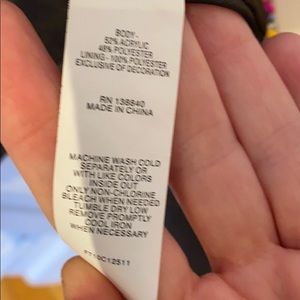 BODY -
52% ACRYLIC
48% POLYESTER
LINING - 100% POLYESTER
EXCLUSIVE OF DECORATION
RN 138640
MADE IN CHINA
MACHINE WASH COLD
SEPARATELY OR
WITH LIKE COLORS
INSIDE OUT
ONLY NON-CHLORINE
BLEACH WHEN NEEDED
TUMBLE DRY LOW
REMOVE PROMPTLY
COOL IRON
WHEN NECESSARY